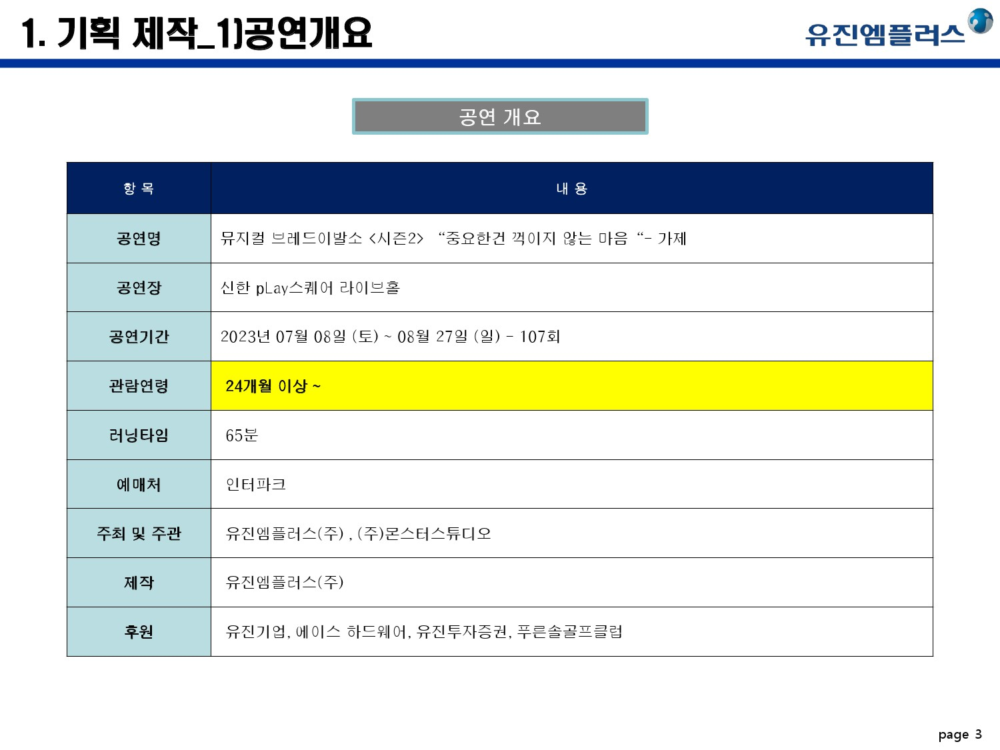 1. 기획 제작_1)공연개요
유진엠플러스
공연 개요
항 목 내 용
공연명 뮤지컬 브레드이발소 <시즌2> “중요한건 꺽이지 않는 마음 “- 가제
공연장 신한 pLay스퀘어 라이브홀
공연기간 2023년 07월 08일 (토) ~ 08월 27일 (일) - 107회
관람연령 24개월 이상 ~
러닝타임 65분
예매처 인터파크
주최 및 주관 유진엠플러스(주) , (주)몬스터스튜디오
제작 유진엠플러스(주)
후원 유진기업, 에이스 하드웨어, 유진투자증권, 푸른솔골프클럽
page 3